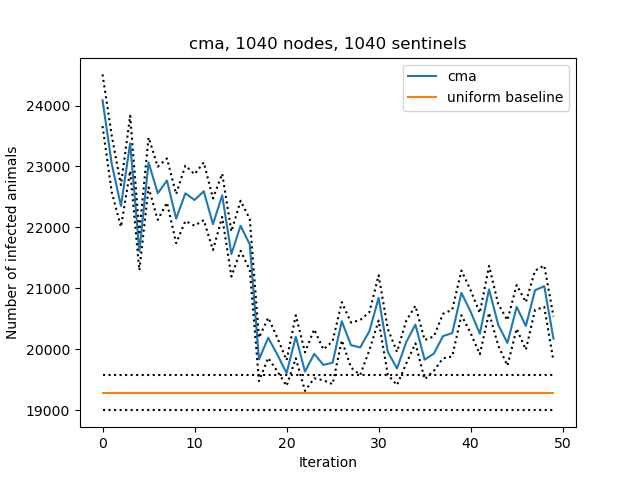 cma, 1040 nodes, 1040 sentinels
cma
uniform baseline
Number of infected animals
24000
23000
22000
21000
20000
19000
0 10 20 30 40 50
Iteration